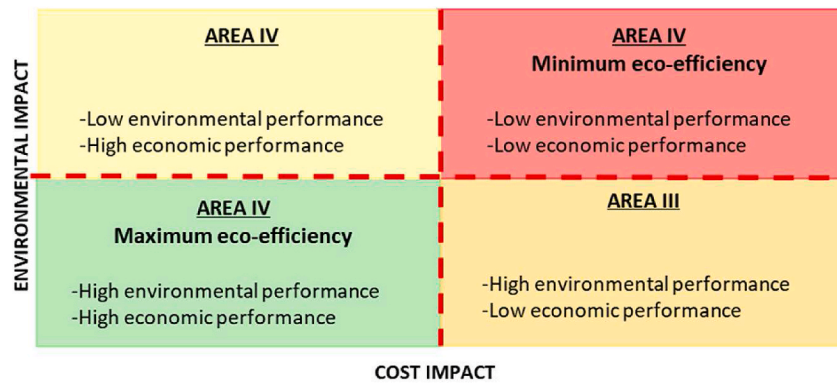 ENVIRONMENTAL IMPACT
AREA IV
-Low environmental performance
-High economic performance
AREA IV
Minimum eco-efficiency
-Low environmental performance
-Low economic performance
AREA IV
Maximum eco-efficiency
-High environmental performance
-High economic performance
AREA III
-High environmental performance
-Low economic performance
COST IMPACT